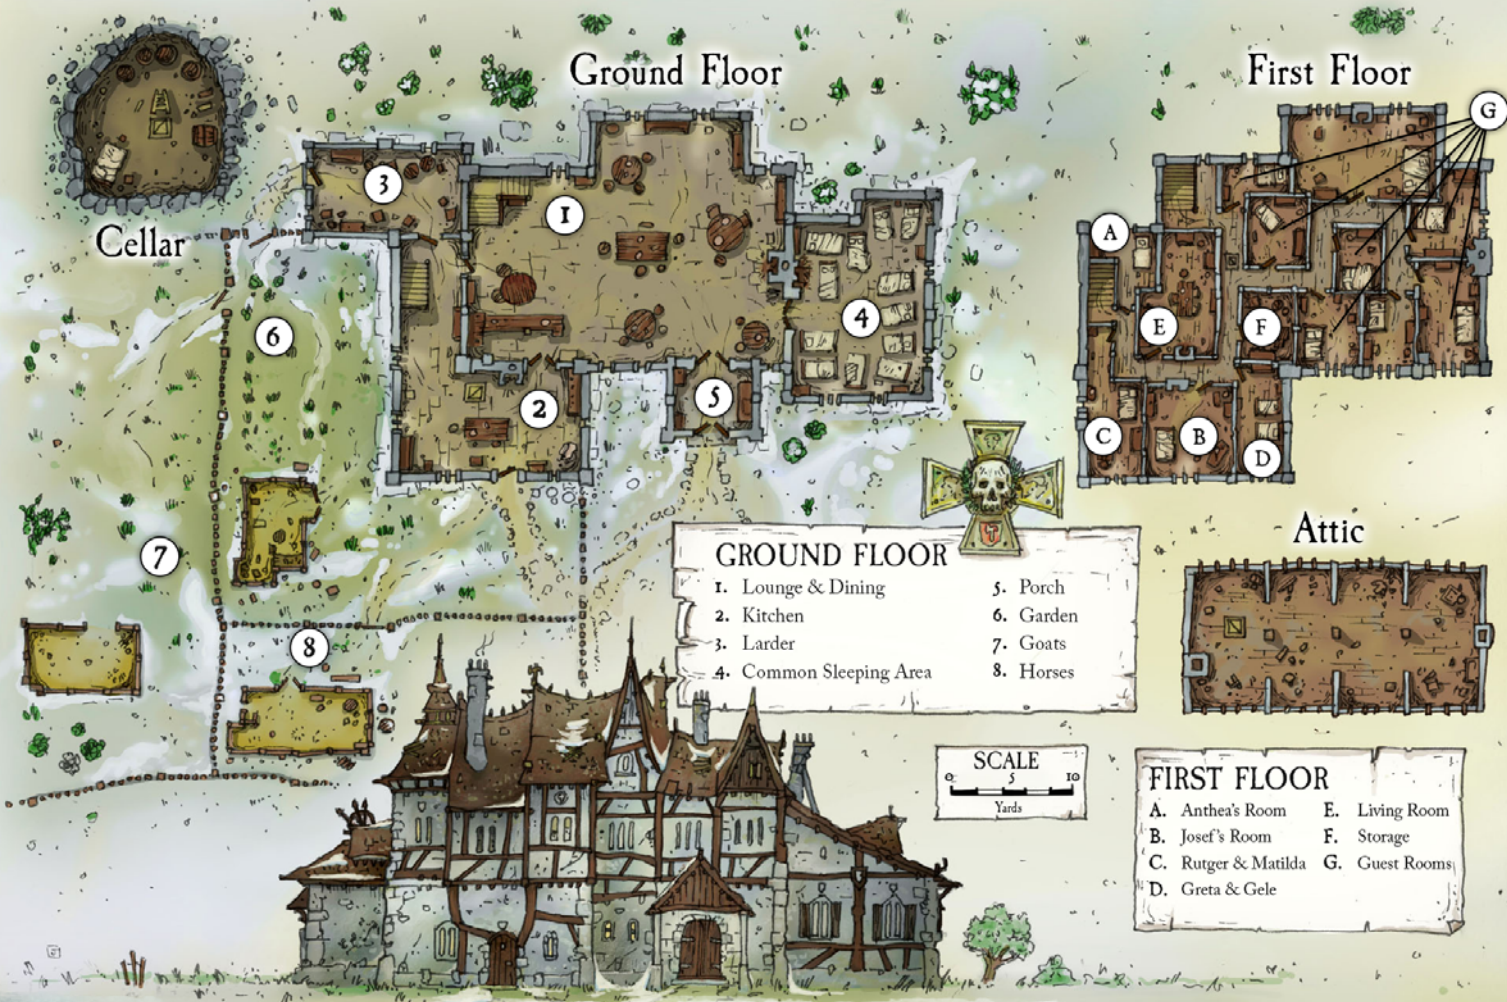 Ground Floor
First Floor
G
3
1
Cellar
A
4
6
E
F
5
2
C
B
D
7
GROUND FLOOR
1. Lounge & Dining
2. Kitchen
3. Larder
4. Common Sleeping Area
5. Porch
6. Garden
7. Goats
8. Horses
Attic
8
SCALE
0 5 10
Yards
FIRST FLOOR
A. Anthea's Room
B. Josef's Room
C. Rutger & Matilda
D. Greta & Gele
E. Living Room
F. Storage
G. Guest Rooms